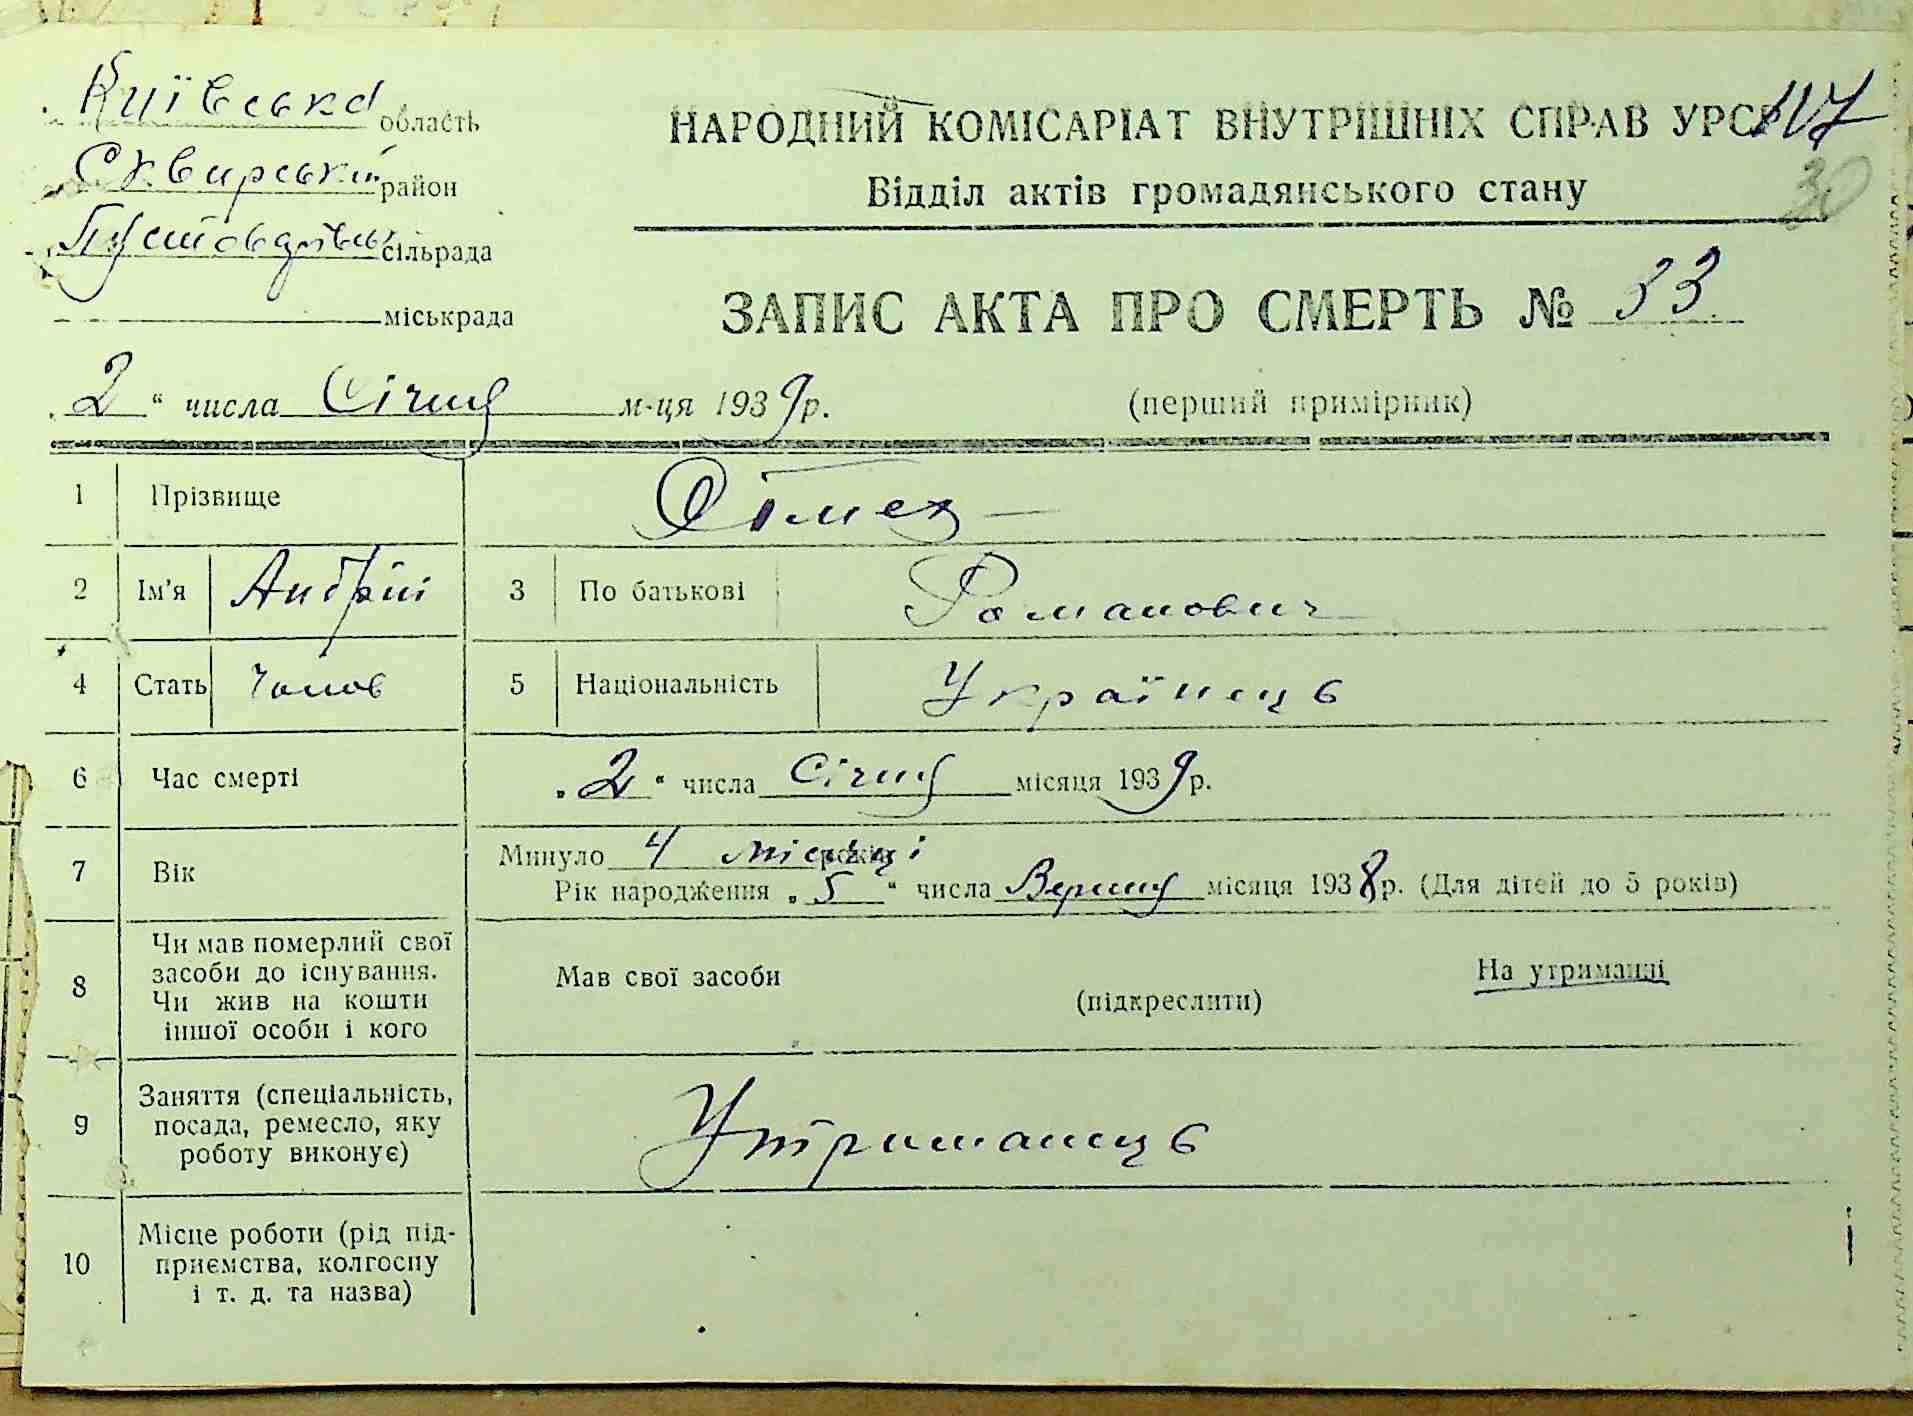 Київська область
Сквирський район
Пустоварівськ сільрада
міськрада
НАРОДНИЙ КОМІСАРІАТ ВНУТРІШНІХ СПРАВ УРСР
30
Відділ актів громадянського стану
ЗАПИС АКТА ПРО СМЕРТЬ № 33
2 " числа Січня м-ця 1939 р.
(перший примірник)
1 Прізвище
2 Ім'я Андрій 3 По батькові Романович
4 Стать Чолов 5 Національність Українець
6 Час смерті „2" числа Січня місяця 1939 р.
7 Вік Минуло 4 місяці років
Рік народження „5" числа Вересня місяця 1938 р. (Для дітей до 5 років)
8 Чи мав померлий свої
засоби до існування.
Чи жив на кошти
іншої особи і кого
Мав свої засоби (підкреслити) На утриманні
9 Заняття (спеціальність,
посада, ремесло, яку
роботу виконує)
Утриманець
10 Місце роботи (рід під-
приємства, колгоспу
і т. д. та назва)